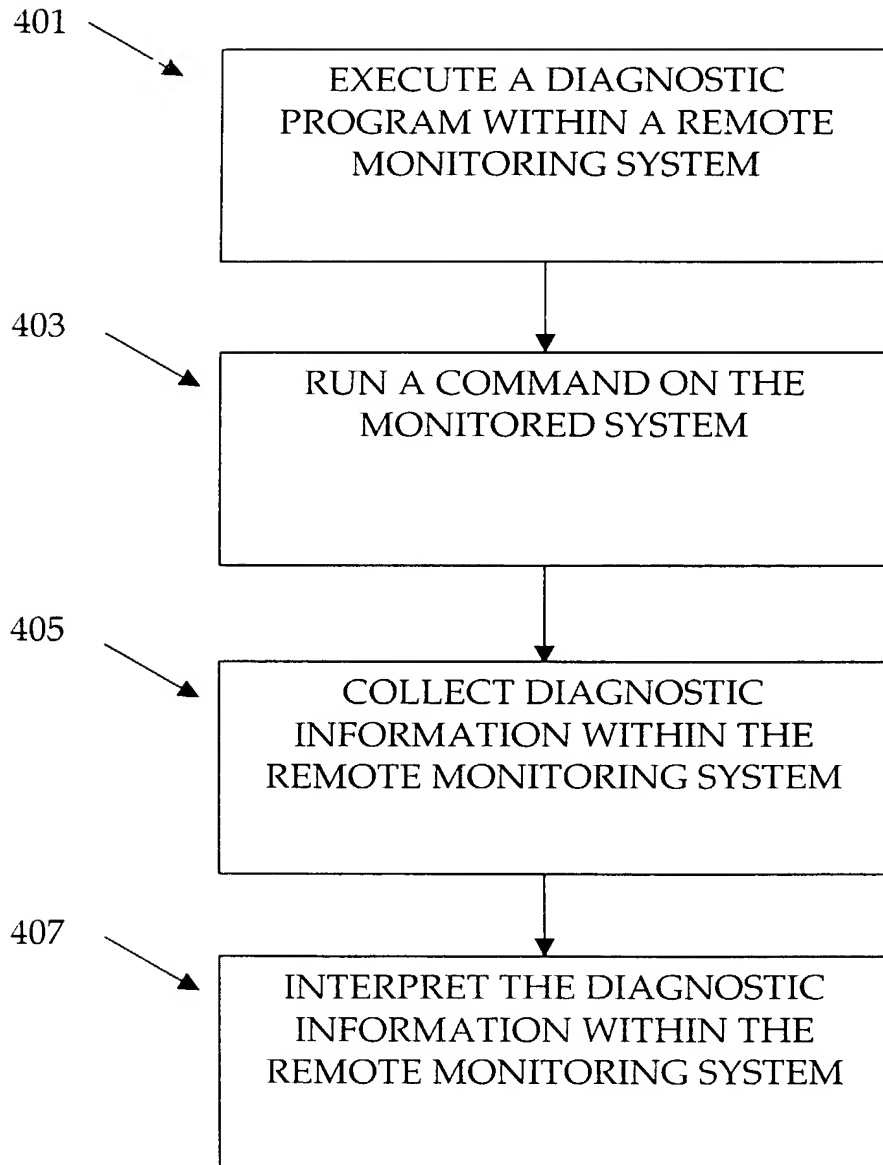 401
EXECUTE A DIAGNOSTIC
PROGRAM WITHIN A REMOTE
MONITORING SYSTEM
403
RUN A COMMAND ON THE
MONITORED SYSTEM
405
COLLECT DIAGNOSTIC
INFORMATION WITHIN THE
REMOTE MONITORING SYSTEM
407
INTERPRET THE DIAGNOSTIC
INFORMATION WITHIN THE
REMOTE MONITORING SYSTEM